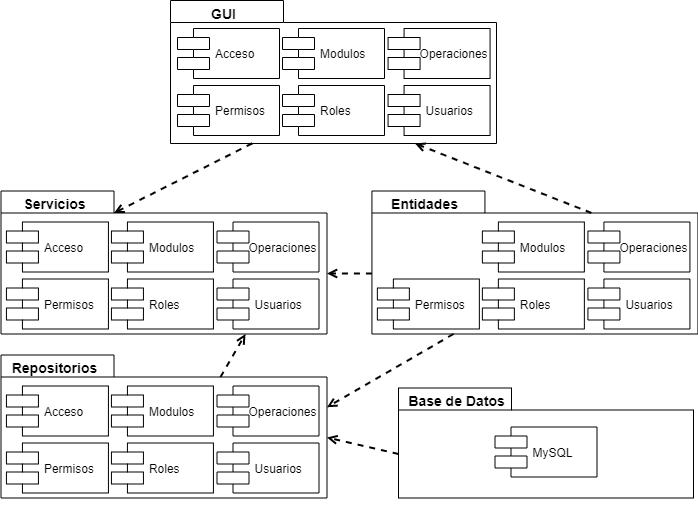 GUI
Acceso Modulos Operaciones
Permisos Roles Usuarios
Servicios
Acceso Modulos Operaciones
Permisos Roles Usuarios
Entidades
Modulos Operaciones
Permisos Roles Usuarios
Repositorios
Acceso Modulos Operaciones
Permisos Roles Usuarios
Base de Datos
MySQL